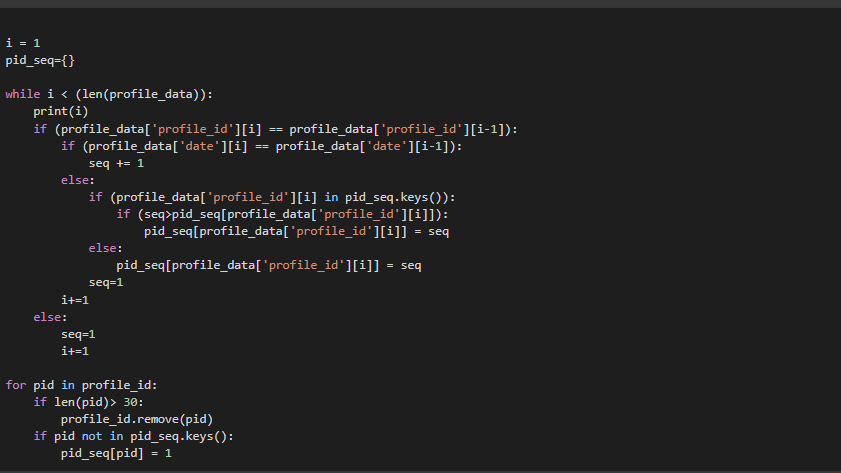 i = 1
pid_seq={}
while i < (len(profile_data)):
    print(i)
    if (profile_data['profile_id'][i] == profile_data['profile_id'][i-1]):
        if (profile_data['date'][i] == profile_data['date'][i-1]):
            seq += 1
        else:
            if (profile_data['profile_id'][i] in pid_seq.keys()):
                if (seq>pid_seq[profile_data['profile_id'][i]]):
                    pid_seq[profile_data['profile_id'][i]] = seq
            else:
                pid_seq[profile_data['profile_id'][i]] = seq
            seq=1
        i+=1
    else:
        seq=1
        i+=1
for pid in profile_id:
    if len(pid)> 30:
        profile_id.remove(pid)
    if pid not in pid_seq.keys():
        pid_seq[pid] = 1